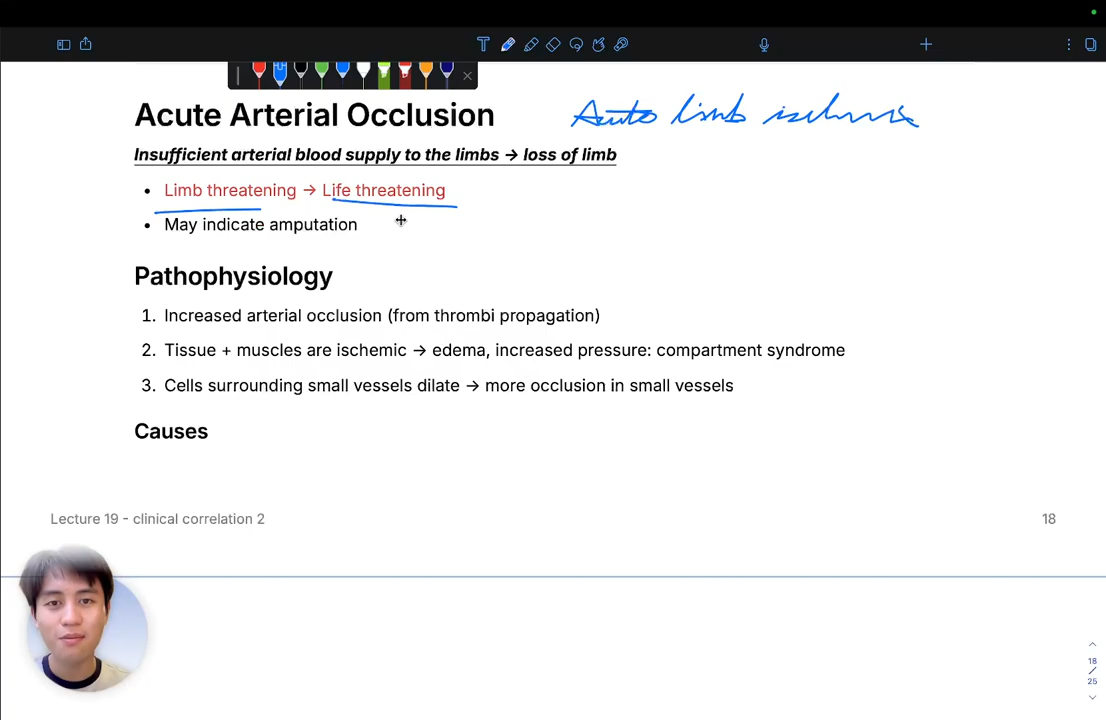 Acute Arterial Occlusion
Acute limb ischemia
Insufficient arterial blood supply to the limbs → loss of limb
• Limb threatening → Life threatening
• May indicate amputation
Pathophysiology
1. Increased arterial occlusion (from thrombi propagation)
2. Tissue + muscles are ischemic → edema, increased pressure: compartment syndrome
3. Cells surrounding small vessels dilate → more occlusion in small vessels
Causes
Lecture 19 - clinical correlation 2
18
18
/
25